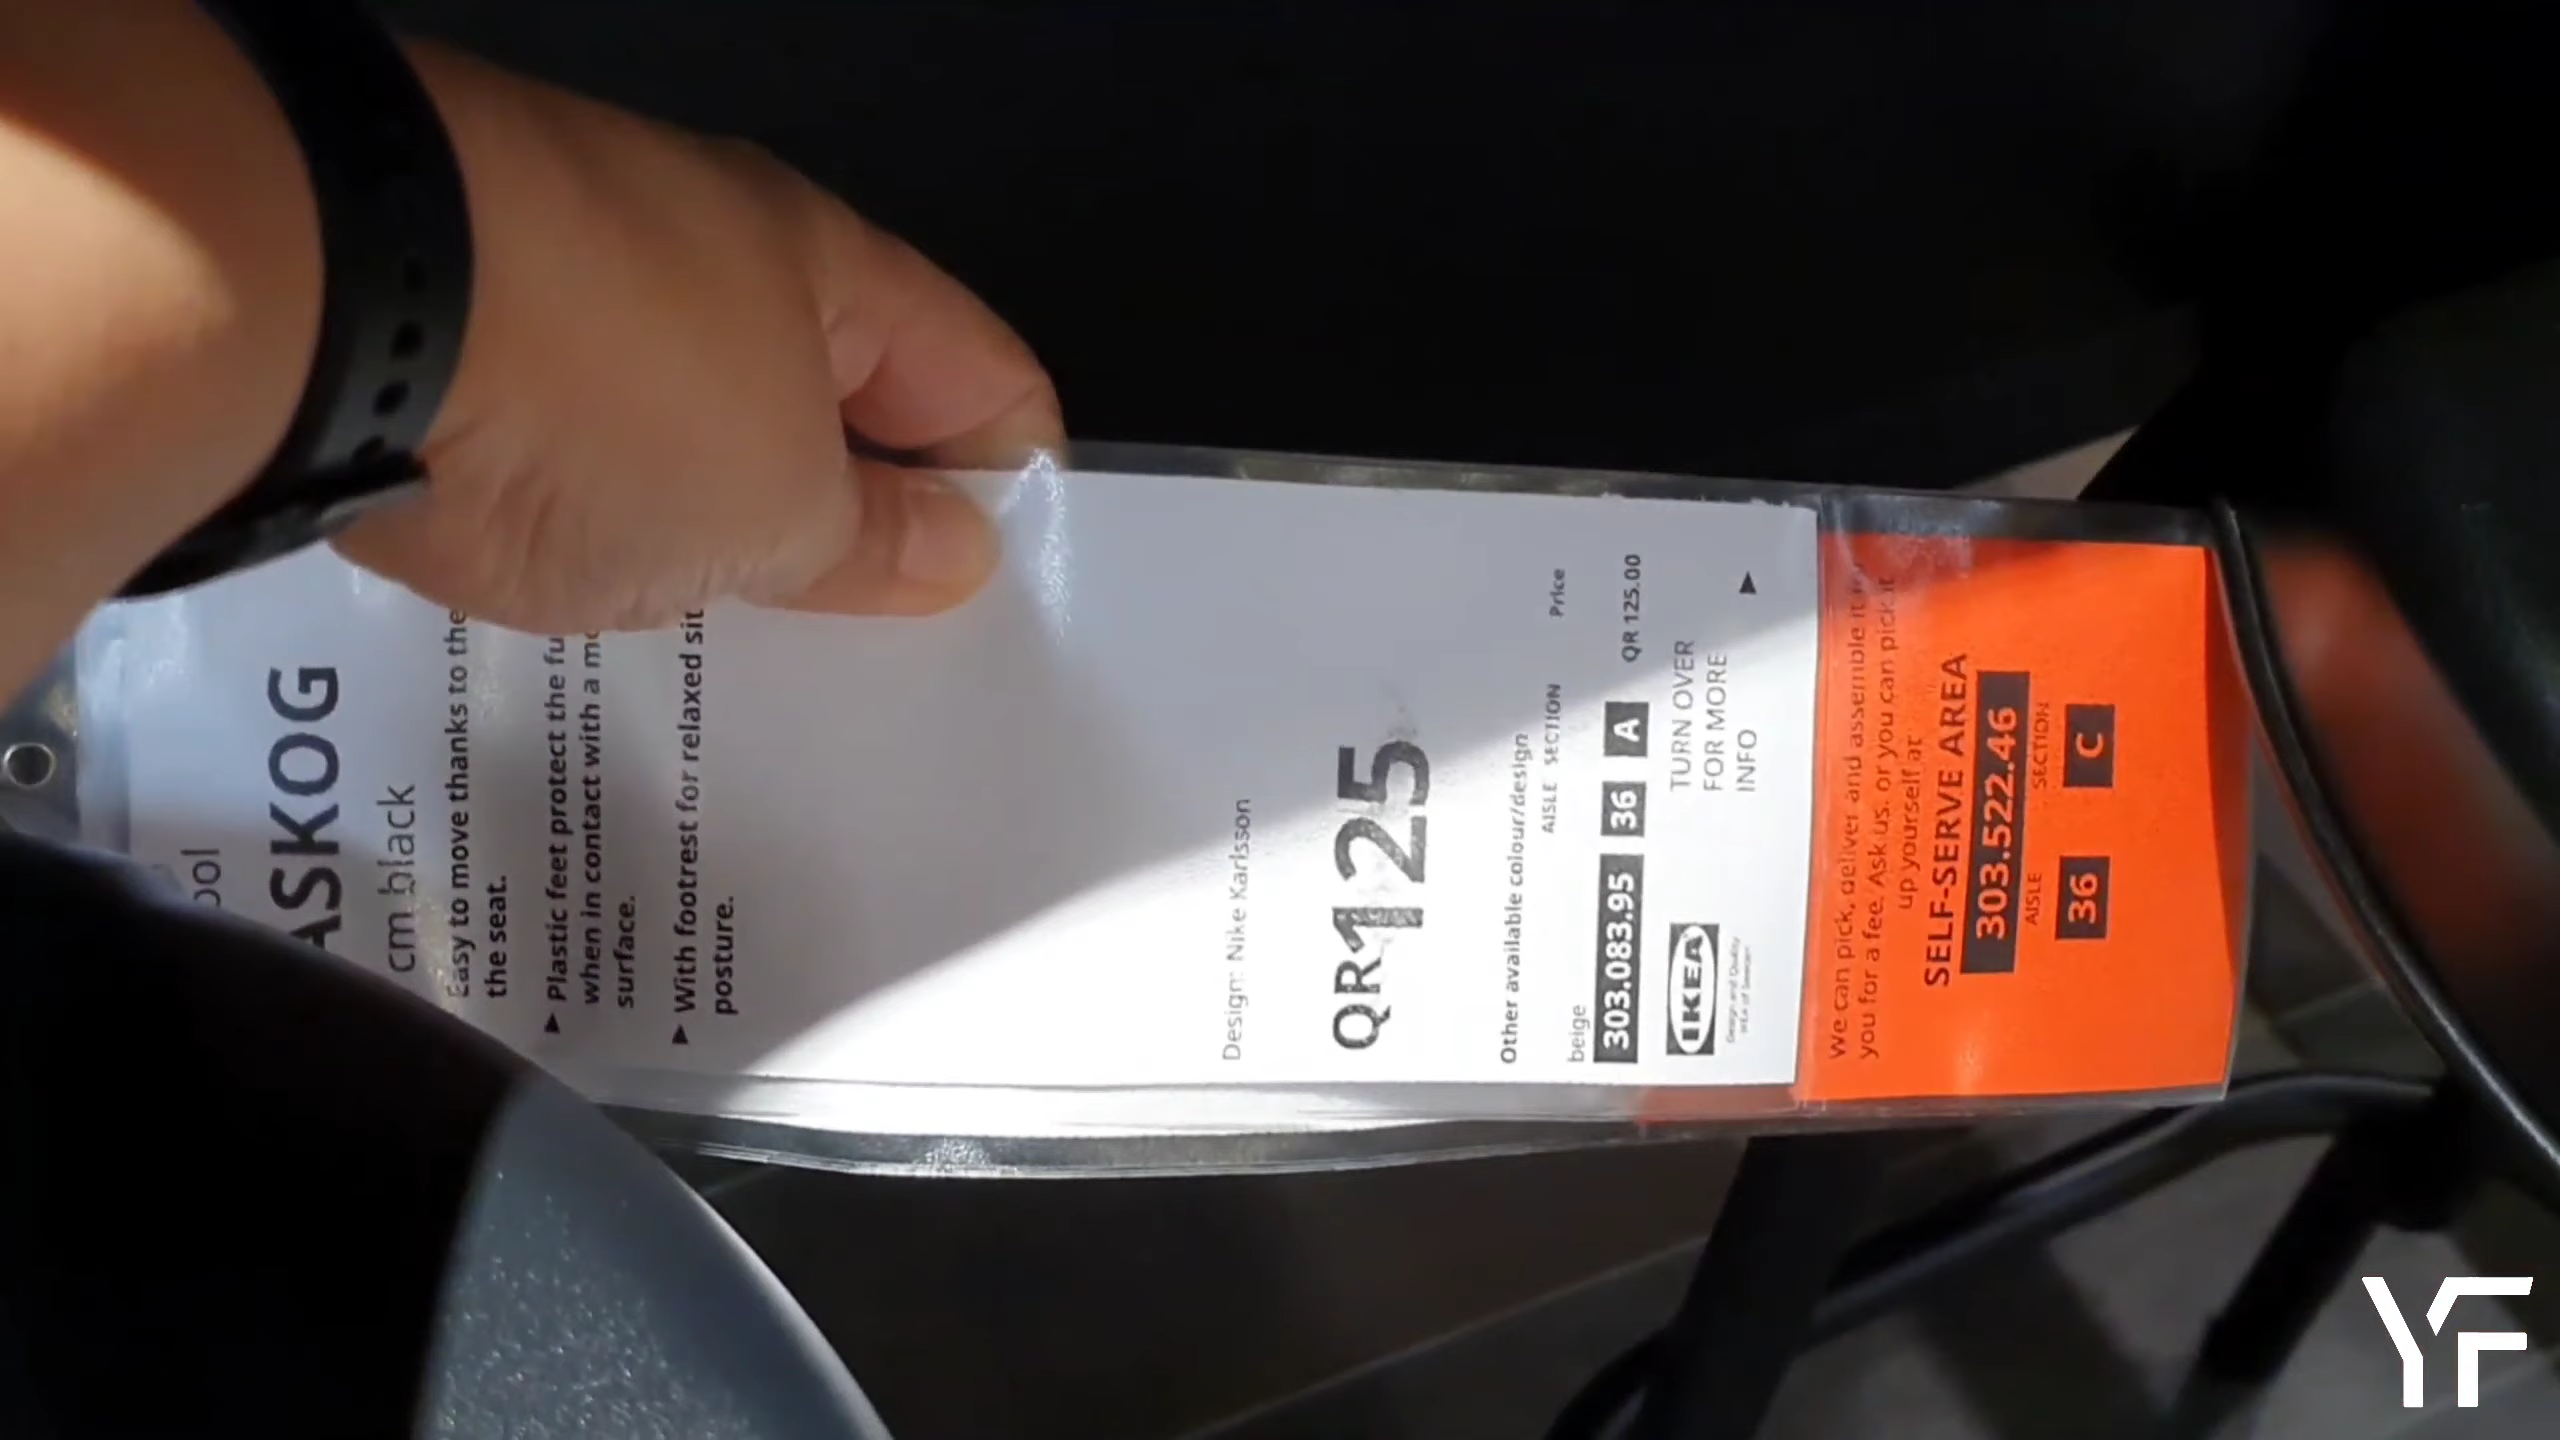 ool
ASKOG
cm black
Easy to move thanks to the
the seat.
▶ Plastic feet protect the fu
when in contact with a mo
surface.
▶ With footrest for relaxed sit
posture.
Design: Nike Karlsson
QR125
Other available colour/design
AISLE SECTION Price
beige
303.083.95 36 A QR 125.00
IKEA
Design and Quality
IKEA of Sweden
TURN OVER
FOR MORE
INFO ▶
We can pick, deliver and assemble it
you for a fee. Ask us. or you can pick it
up yourself at
SELF-SERVE AREA
303.522.46
AISLE SECTION
36 C
YF